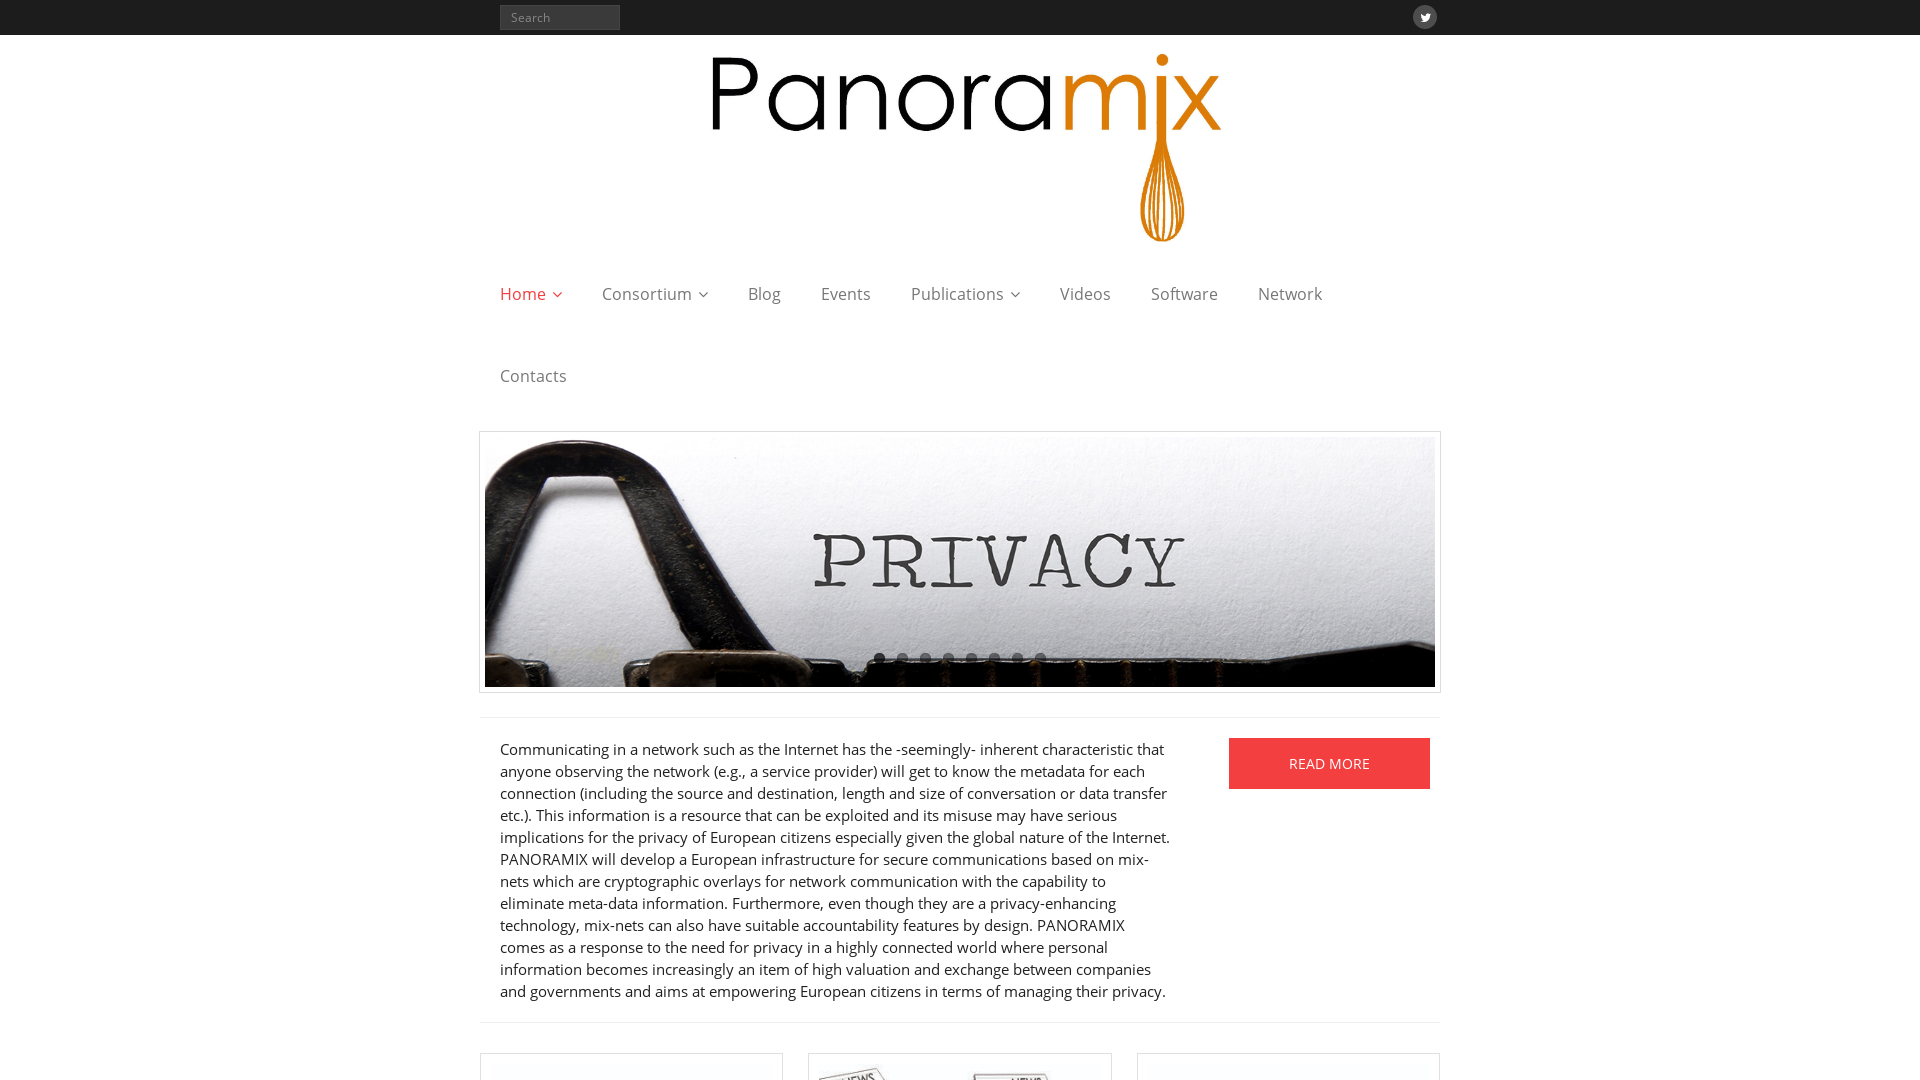 Search
Panoramix
Home Consortium Blog Events Publications Videos Software Network
Contacts
PRIVACY
Communicating in a network such as the Internet has the -seemingly- inherent characteristic that
anyone observing the network (e.g., a service provider) will get to know the metadata for each
connection (including the source and destination, length and size of conversation or data transfer
etc.). This information is a resource that can be exploited and its misuse may have serious
implications for the privacy of European citizens especially given the global nature of the Internet.
PANORAMIX will develop a European infrastructure for secure communications based on mix-
nets which are cryptographic overlays for network communication with the capability to
eliminate meta-data information. Furthermore, even though they are a privacy-enhancing
technology, mix-nets can also have suitable accountability features by design. PANORAMIX
comes as a response to the need for privacy in a highly connected world where personal
information becomes increasingly an item of high valuation and exchange between companies
and governments and aims at empowering European citizens in terms of managing their privacy.
READ MORE